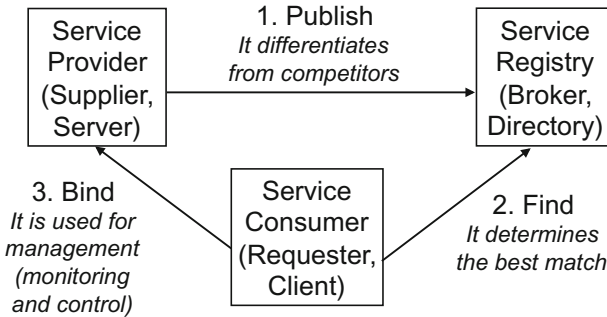 Service
Provider
(Supplier,
Server)
1. Publish
It differentiates
from competitors
Service
Registry
(Broker,
Directory)
3. Bind
It is used for
management
(monitoring
and control)
Service
Consumer
(Requester,
Client)
2. Find
It determines
the best match